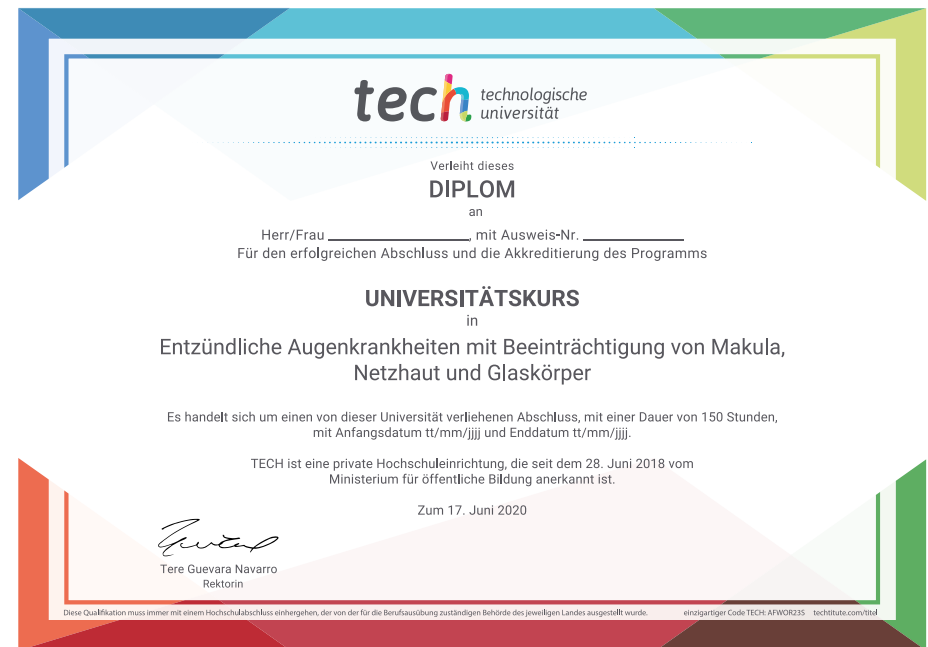 tech technologische
universität
Verleiht dieses
DIPLOM
an
Herr/Frau ____________________, mit Ausweis-Nr. ______________
Für den erfolgreichen Abschluss und die Akkreditierung des Programms
UNIVERSITÄTSKURS
in
Entzündliche Augenkrankheiten mit Beeinträchtigung von Makula,
Netzhaut und Glaskörper
Es handelt sich um einen von dieser Universität verliehenen Abschluss, mit einer Dauer von 150 Stunden,
mit Anfangsdatum tt/mm/jjjj und Enddatum tt/mm/jjjj.
TECH ist eine private Hochschuleinrichtung, die seit dem 28. Juni 2018 vom
Ministerium für öffentliche Bildung anerkannt ist.
Zum 17. Juni 2020
Tere Guevara Navarro
Rektorin
Diese Qualifikation muss immer mit einem Hochschulabschluss einhergehen, der von der für die Berufsausübung zuständigen Behörde des jeweiligen Landes ausgestellt wurde. einzigartiger Code TECH: AFWOR23S techtitute.com/titel